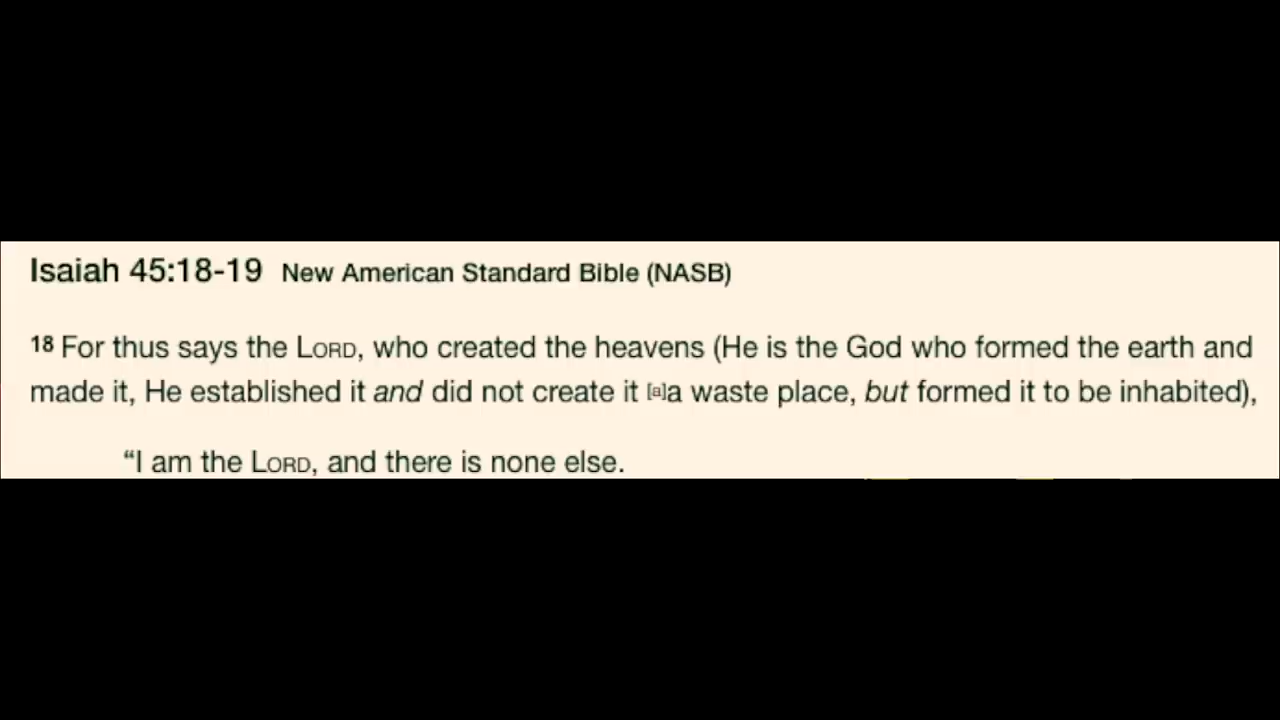 Isaiah 45:18-19 New American Standard Bible (NASB)
18 For thus says the LORD, who created the heavens (He is the God who formed the earth and
made it, He established it and did not create it [a]a waste place, but formed it to be inhabited),
“I am the LORD, and there is none else.